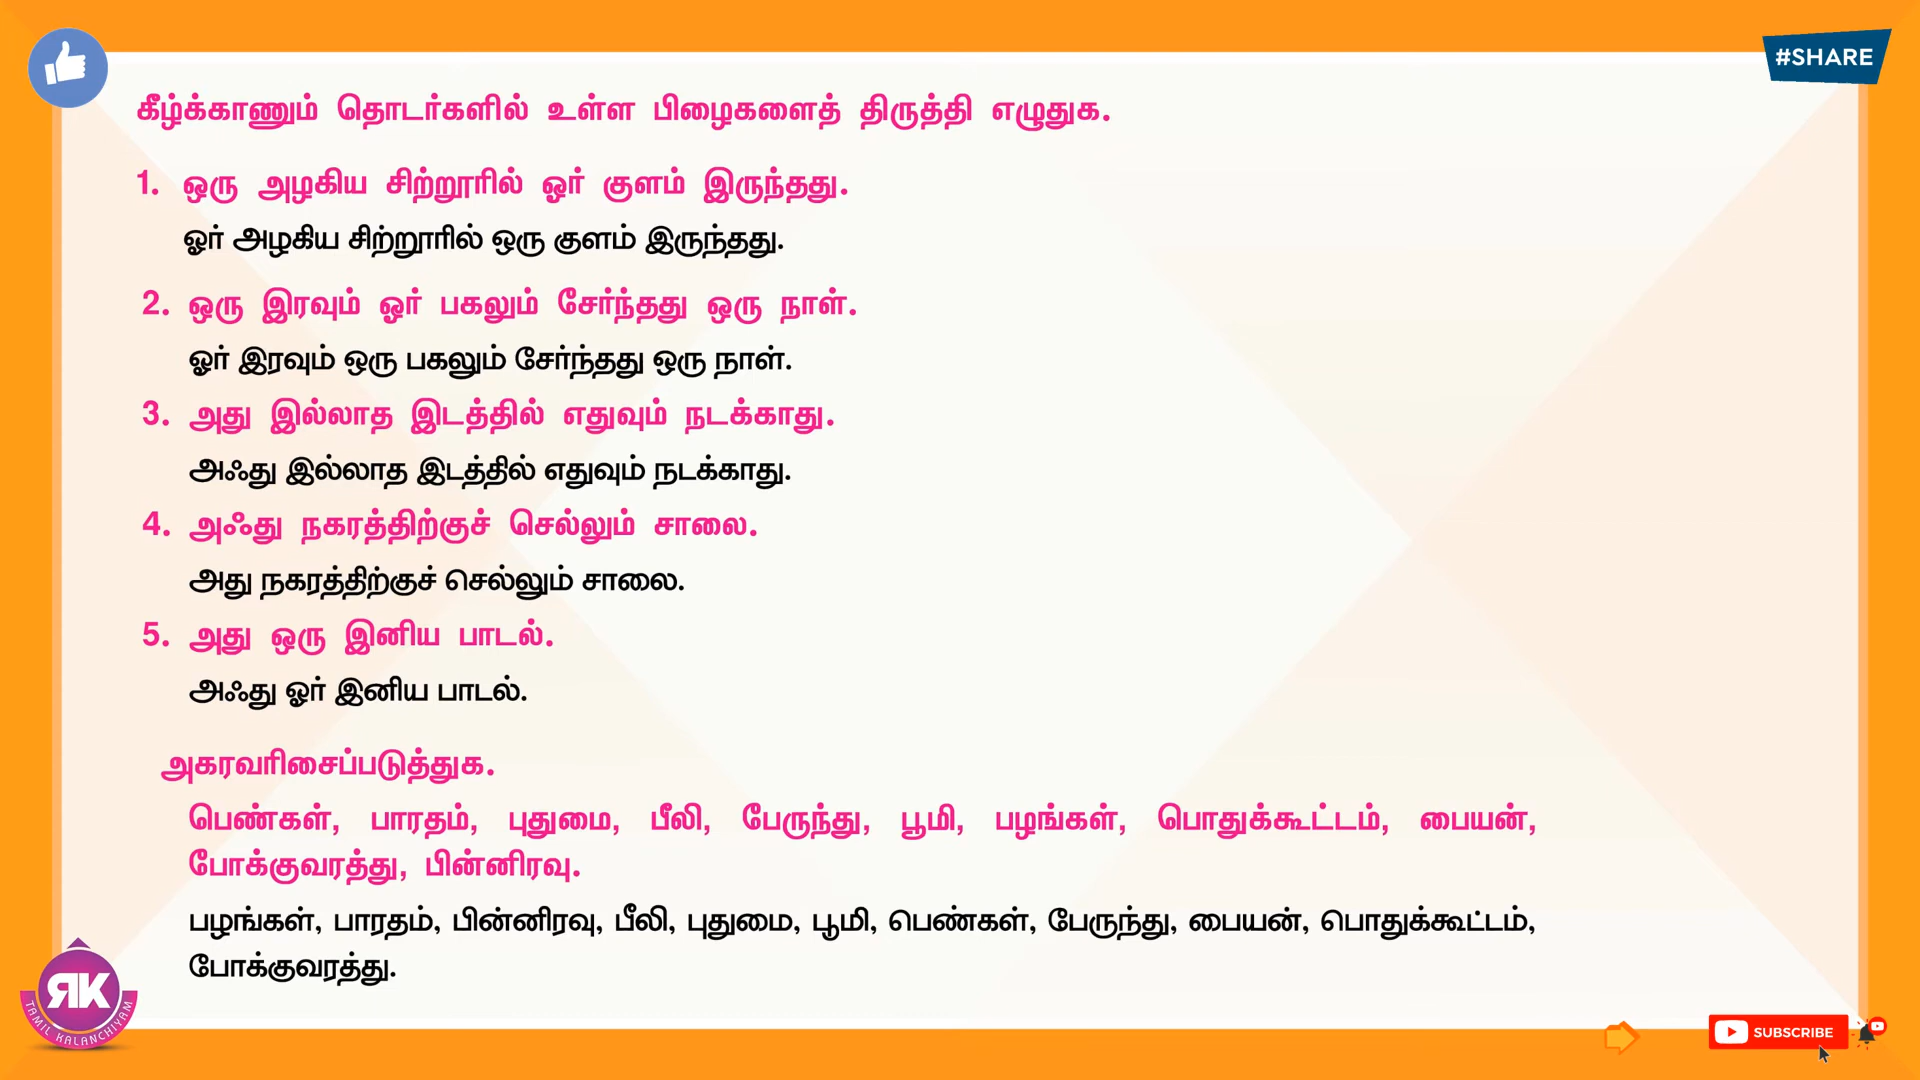 #SHARE
கீழ்க்காணும் தொடர்களில் உள்ள பிழைகளைத் திருத்தி எழுதுக.
1. ஒரு அழகிய சிற்றூரில் ஓர் குளம் இருந்தது.
ஓர் அழகிய சிற்றூரில் ஒரு குளம் இருந்தது.
2. ஒரு இரவும் ஓர் பகலும் சேர்ந்தது ஒரு நாள்.
ஓர் இரவும் ஒரு பகலும் சேர்ந்தது ஒரு நாள்.
3. அது இல்லாத இடத்தில் எதுவும் நடக்காது.
அஃது இல்லாத இடத்தில் எதுவும் நடக்காது.
4. அஃது நகரத்திற்குச் செல்லும் சாலை.
அது நகரத்திற்குச் செல்லும் சாலை.
5. அது ஒரு இனிய பாடல்.
அஃது ஓர் இனிய பாடல்.
அகரவரிசைப்படுத்துக.
பெண்கள், பாரதம், புதுமை, பீலி, பேருந்து, பூமி, பழங்கள், பொதுக்கூட்டம், பையன்,
போக்குவரத்து, பின்னிரவு.
பழங்கள், பாரதம், பின்னிரவு, பீலி, புதுமை, பூமி, பெண்கள், பேருந்து, பையன், பொதுக்கூட்டம்,
போக்குவரத்து.
RK
TAMIL KALANCHIYAM
SUBSCRIBE